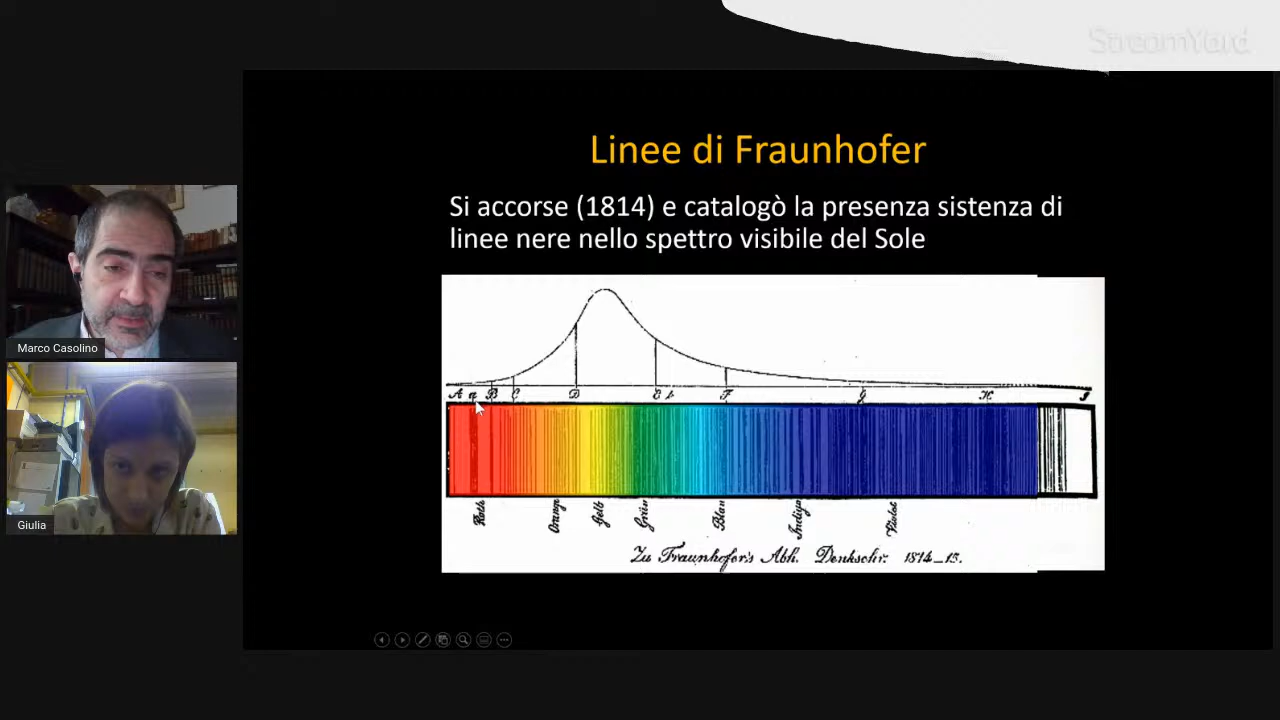 StreamYard
Linee di Fraunhofer
Si accorse (1814) e catalogò la presenza sistenza di
linee nere nello spettro visibile del Sole
A a B C D E b F G H I
Roth Orange Gelb Grün Blau Indigo Violet
Zu Fraunhofer's Abh. Denkschr. 1814_15.
Marco Casolino
Giulia